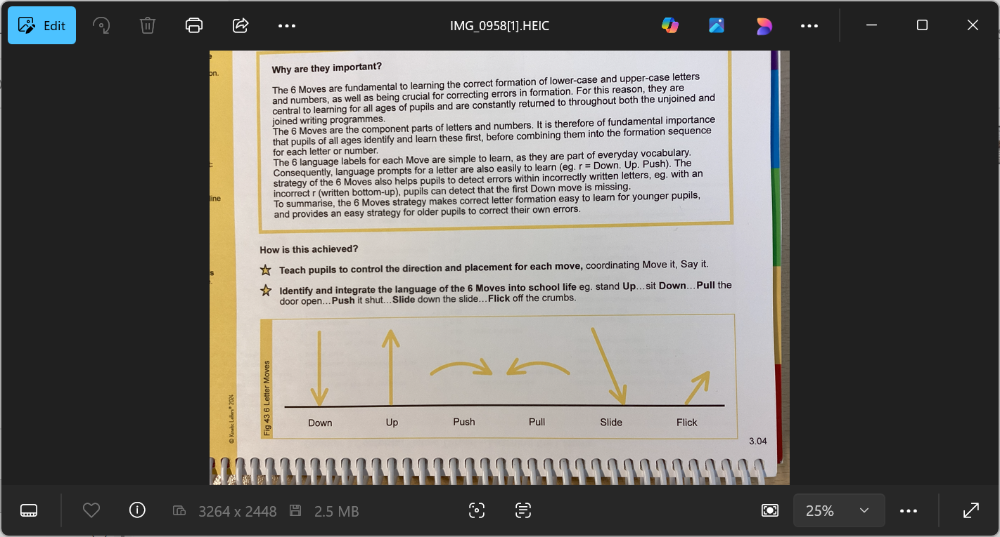 Edit
IMG_0958[1].HEIC
on.
line
Why are they important?
The 6 Moves are fundamental to learning the correct formation of lower-case and upper-case letters
and numbers, as well as being crucial for correcting errors in formation. For this reason, they are
central to learning for all ages of pupils and are constantly returned to throughout both the unjoined and
joined writing programmes.
The 6 Moves are the component parts of letters and numbers. It is therefore of fundamental importance
that pupils of all ages identify and learn these first, before combining them into the formation sequence
for each letter or number.
The 6 language labels for each Move are simple to learn, as they are part of everyday vocabulary.
Consequently, language prompts for a letter are also easily to learn (eg. r = Down. Up. Push). The
strategy of the 6 Moves also helps pupils to detect errors within incorrectly written letters, eg. with an
incorrect r (written bottom-up), pupils can detect that the first Down move is missing.
To summarise, the 6 Moves strategy makes correct letter formation easy to learn for younger pupils,
and provides an easy strategy for older pupils to correct their own errors.
How is this achieved?
Teach pupils to control the direction and placement for each move, coordinating Move it, Say it.
Identify and integrate the language of the 6 Moves into school life eg. stand Up...sit Down...Pull the
door open...Push it shut...Slide down the slide...Flick off the crumbs.
Fig 43 6 Letter Moves
Down Up Push Pull Slide Flick
© Kinetic Letters® 2024
3.04
3264 x 2448 2.5 MB 25%